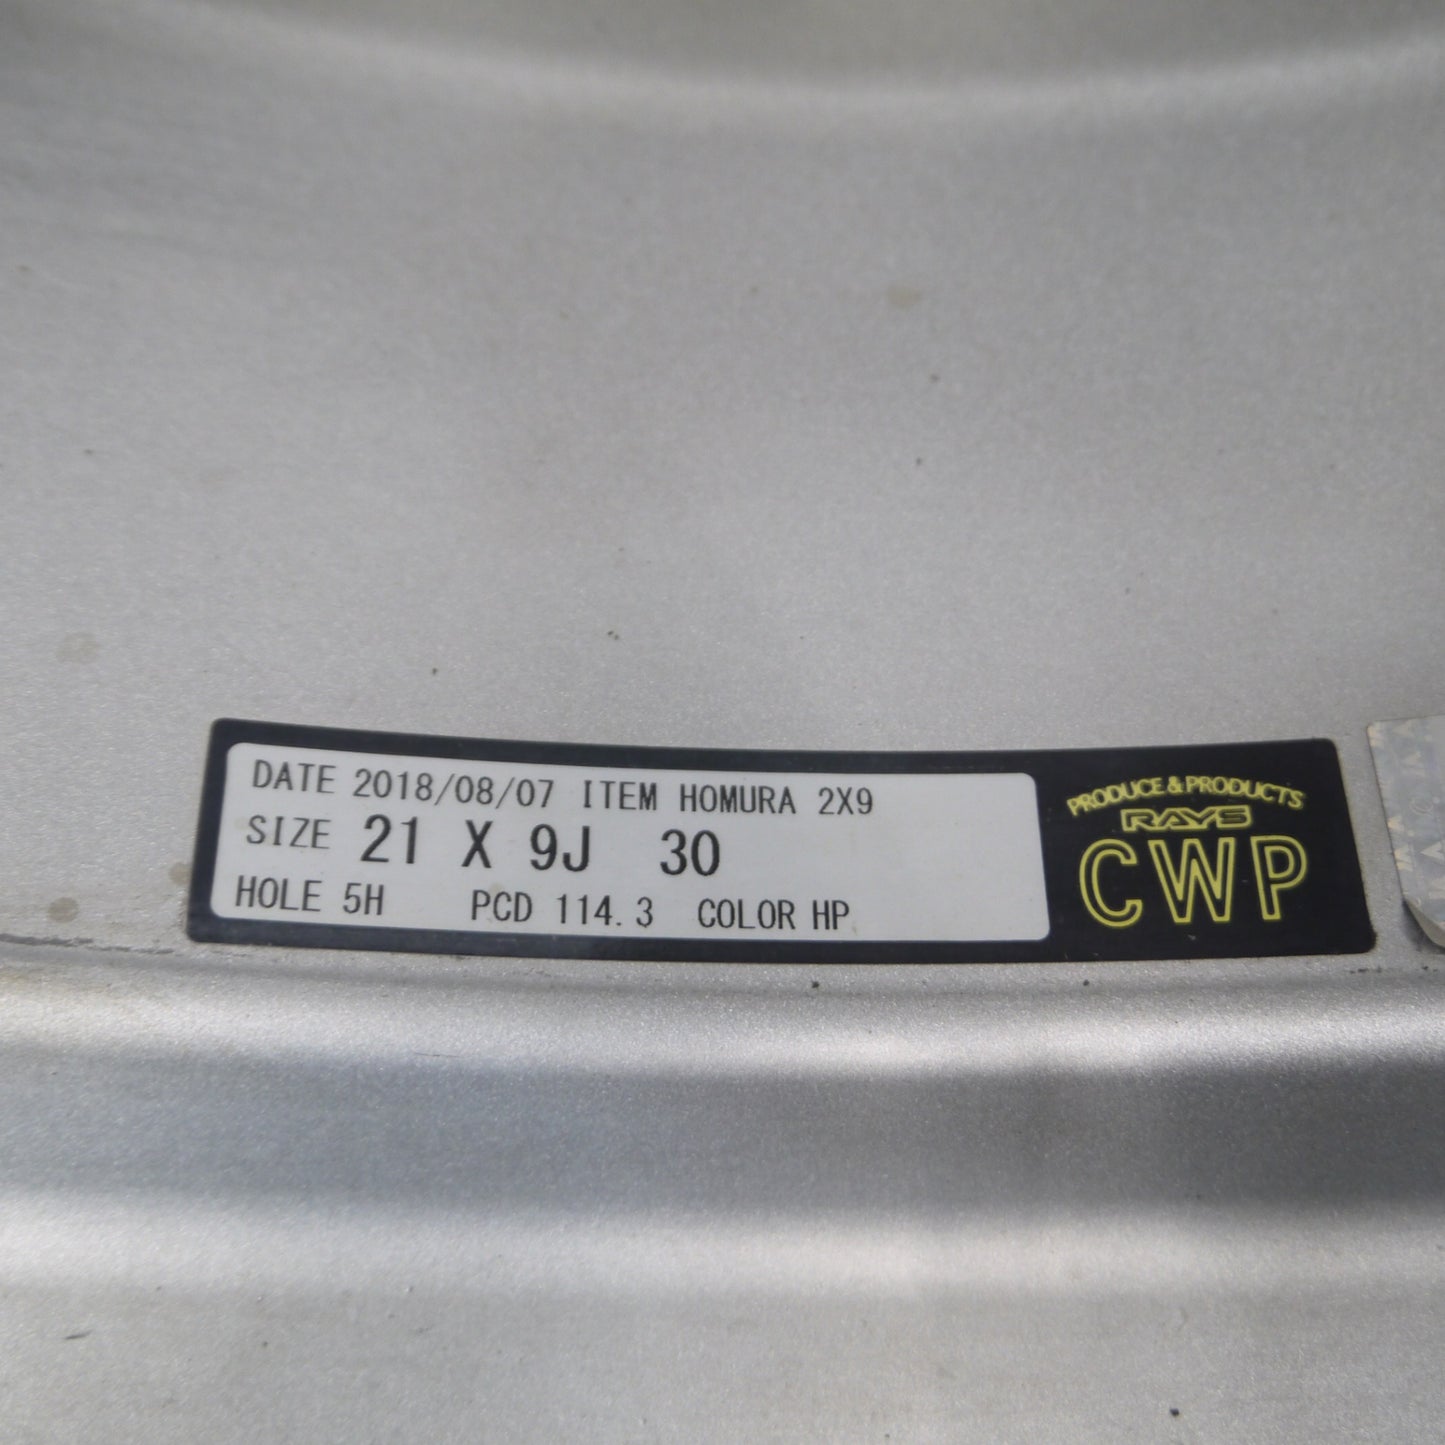 DATE 2018/08/07 ITEM HOMURA 2X9
SIZE 21 X 9J 30
HOLE 5H PCD 114.3 COLOR HP
PRODUCE & PRODUCTS
RAYS
CWP